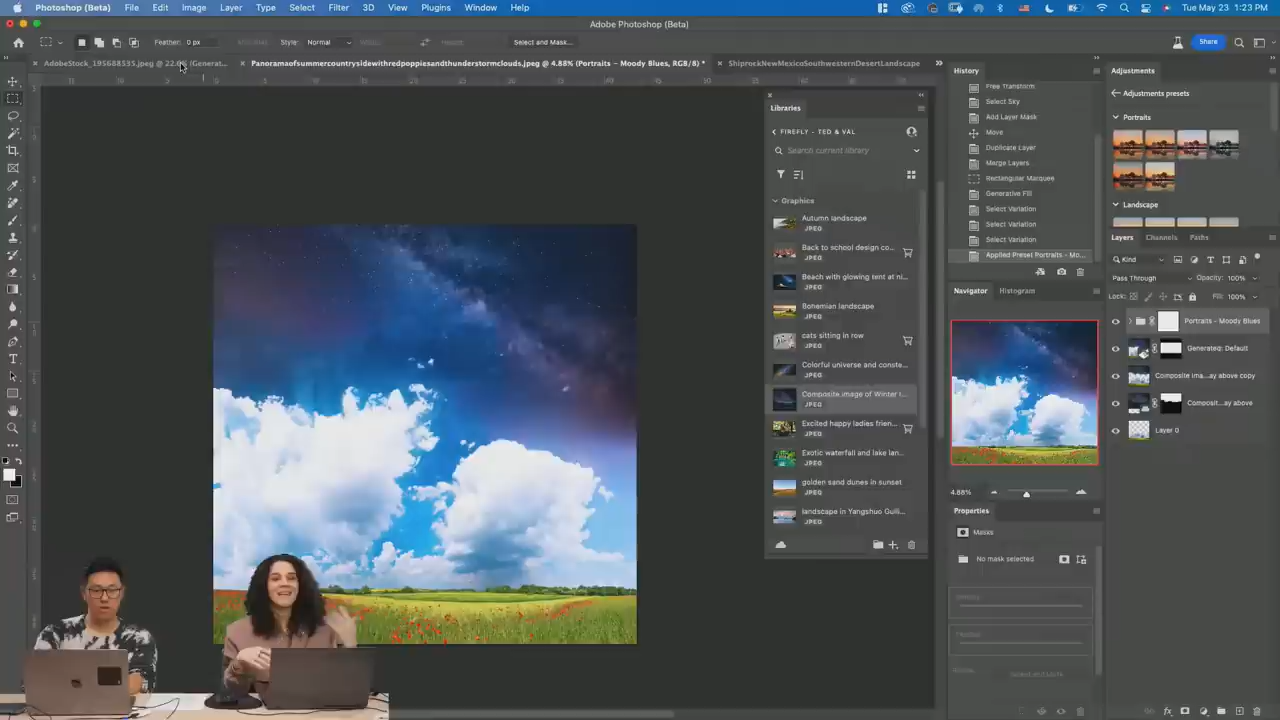 Photoshop (Beta) File Edit Image Layer Type Select Filter 3D View Plugins Window Help Tue May 23 1:23 PM
Adobe Photoshop (Beta)
Feather: 0 px Style: Normal Height: Select and Mask... Share
AdobeStock_195688535.jpeg @ 22.6% (Generat... Panoramaofsummercountrysidewithredpoppiesandthunderstormclouds.jpeg @ 4.88% (Portraits - Moody Blues, RGB/8) * ShiprockNewMexicoSouthwesternDesertLandscape
Libraries
FIREFLY - TED & VAL
Search current library
Graphics
Autumn landscape
JPEG
Back to school design co...
JPEG
Beach with glowing tent at ni...
JPEG
Bohemian landscape
JPEG
cats sitting in row
JPEG
Colorful universe and conste...
JPEG
Composite image of Winter l...
JPEG
Excited happy ladies frien...
JPEG
Exotic waterfall and lake lan...
JPEG
golden sand dunes in sunset
JPEG
landscape in Yangshuo Guili...
JPEG
History
Free Transform
Select Sky
Add Layer Mask
Move
Duplicate Layer
Merge Layers
Rectangular Marquee
Generative Fill
Select Variation
Select Variation
Select Variation
Applied Preset Portraits - Mo...
Navigator Histogram
4.88%
Properties
Masks
No mask selected
Density:
Feather:
Select and Mask...
Adjustments
Adjustments presets
Portraits
Landscape
Layers Channels Paths
Kind
Pass Through Opacity: 100%
Lock: Fill: 100%
Portraits - Moody Blues
Generated: Default
Composite ima...ay above copy
Composit...ay above
Layer 0